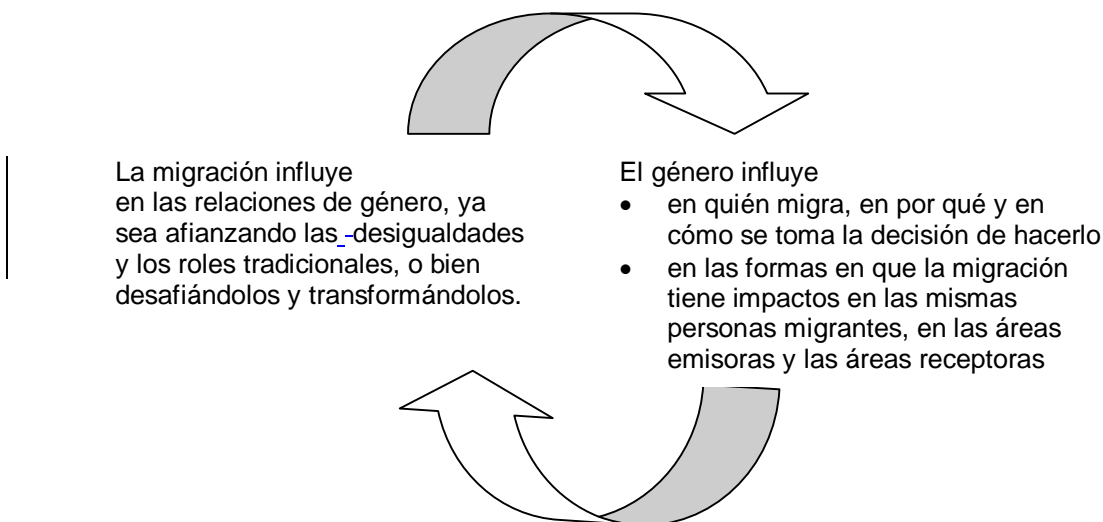 La migración influye
en las relaciones de género, ya
sea afianzando las -desigualdades
y los roles tradicionales, o bien
desafiándolos y transformándolos.
El género influye
• en quién migra, en por qué y en
cómo se toma la decisión de hacerlo
• en las formas en que la migración
tiene impactos en las mismas
personas migrantes, en las áreas
emisoras y las áreas receptoras